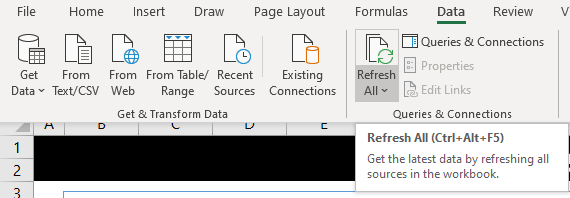 File Home Insert Draw Page Layout Formulas Data Review
Get Data From Text/CSV From Web From Table/Range Recent Sources Existing Connections Refresh All Queries & Connections
Properties
Edit Links
Get & Transform Data Queries & Connections
A B C D E
Refresh All (Ctrl+Alt+F5)
Get the latest data by refreshing all
sources in the workbook.
1
2
3